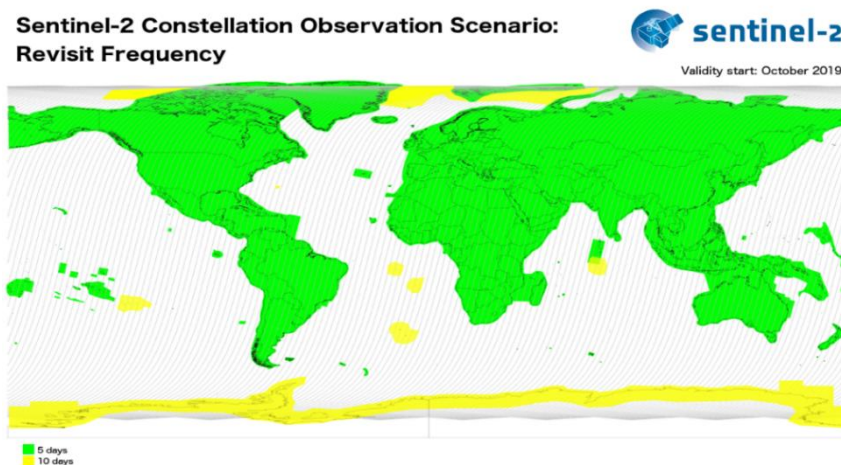 Sentinel-2 Constellation Observation Scenario:
Revisit Frequency
sentinel-2
Validity start: October 2019
5 days
10 days